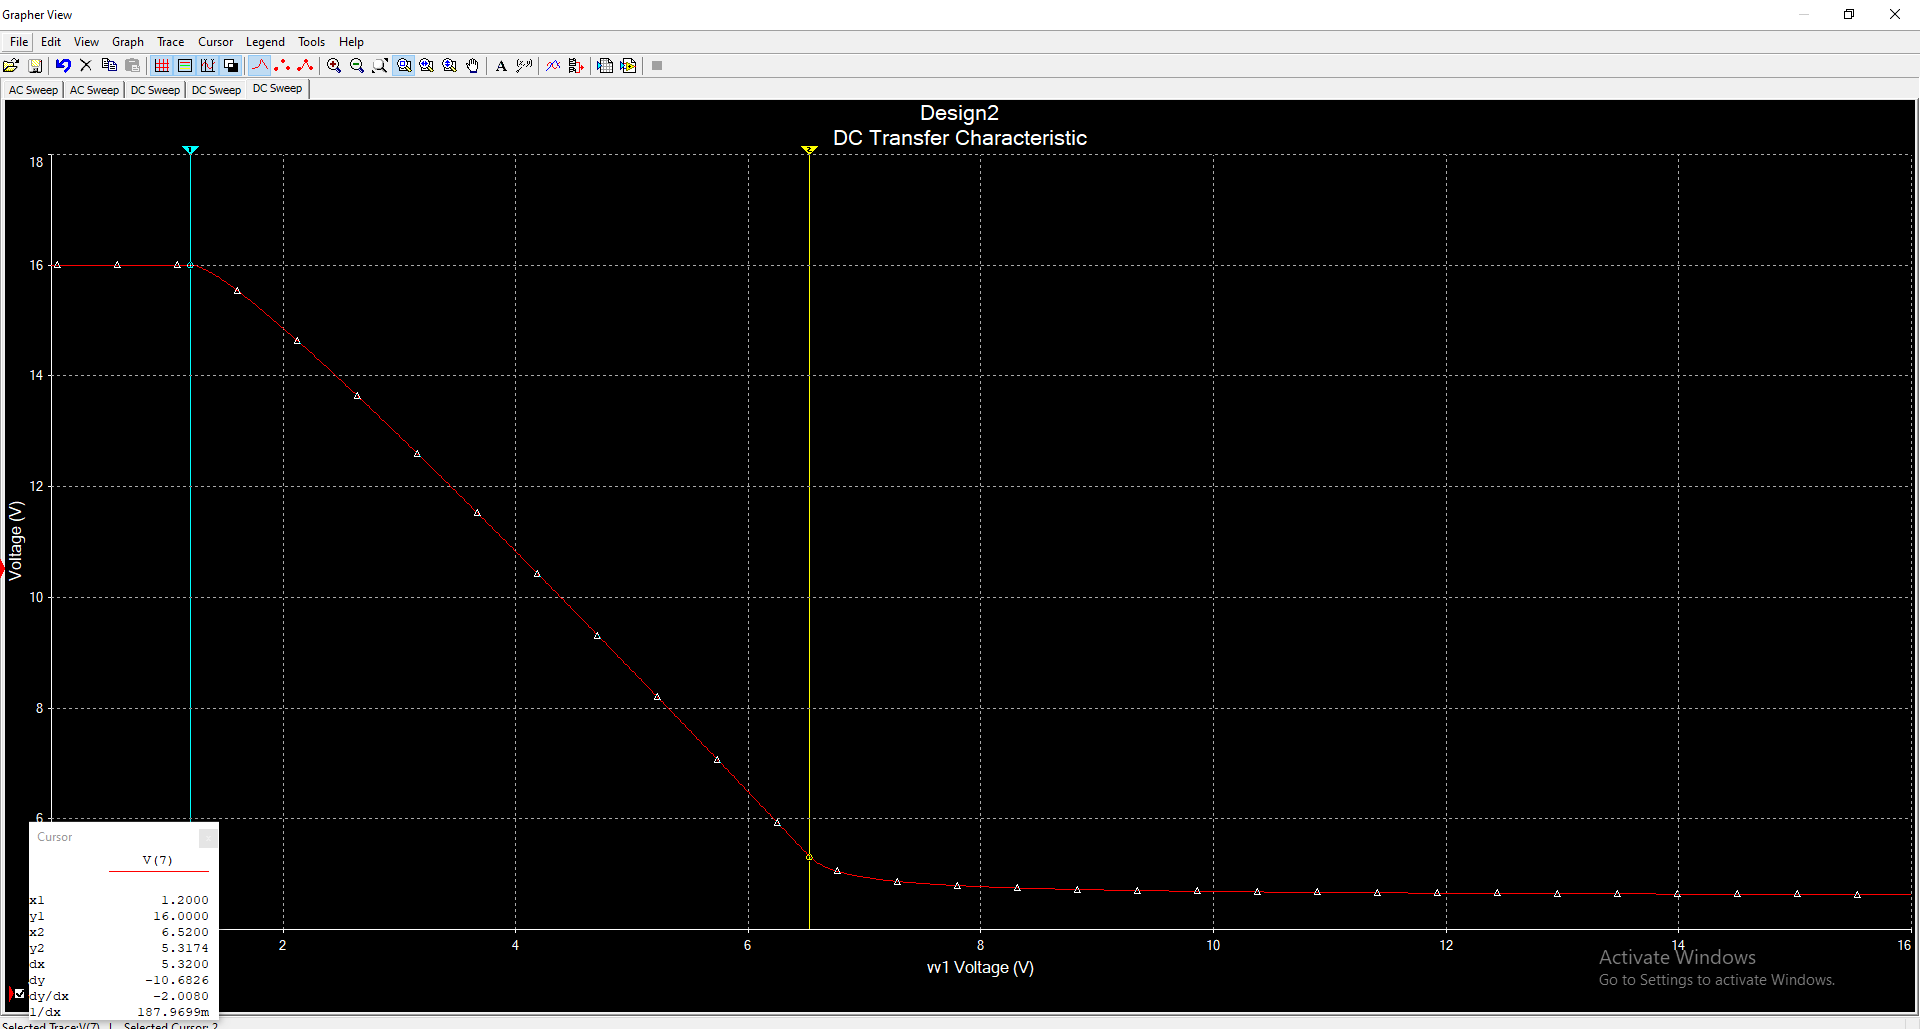 Grapher View
File Edit View Graph Trace Cursor Legend Tools Help
AC Sweep AC Sweep DC Sweep DC Sweep DC Sweep
Design2
DC Transfer Characteristic
1 2
18
16
14
12
10
8
6
Voltage (V)
2 4 6 8 10 12 14 16
vv1 Voltage (V)
Cursor
V(7)
x1 1.2000
y1 16.0000
x2 6.5200
y2 5.3174
dx 5.3200
dy -10.6826
dy/dx -2.0080
1/dx 187.9699m
Activate Windows
Go to Settings to activate Windows.
Selected Trace:V(7) | Selected Cursor: 2